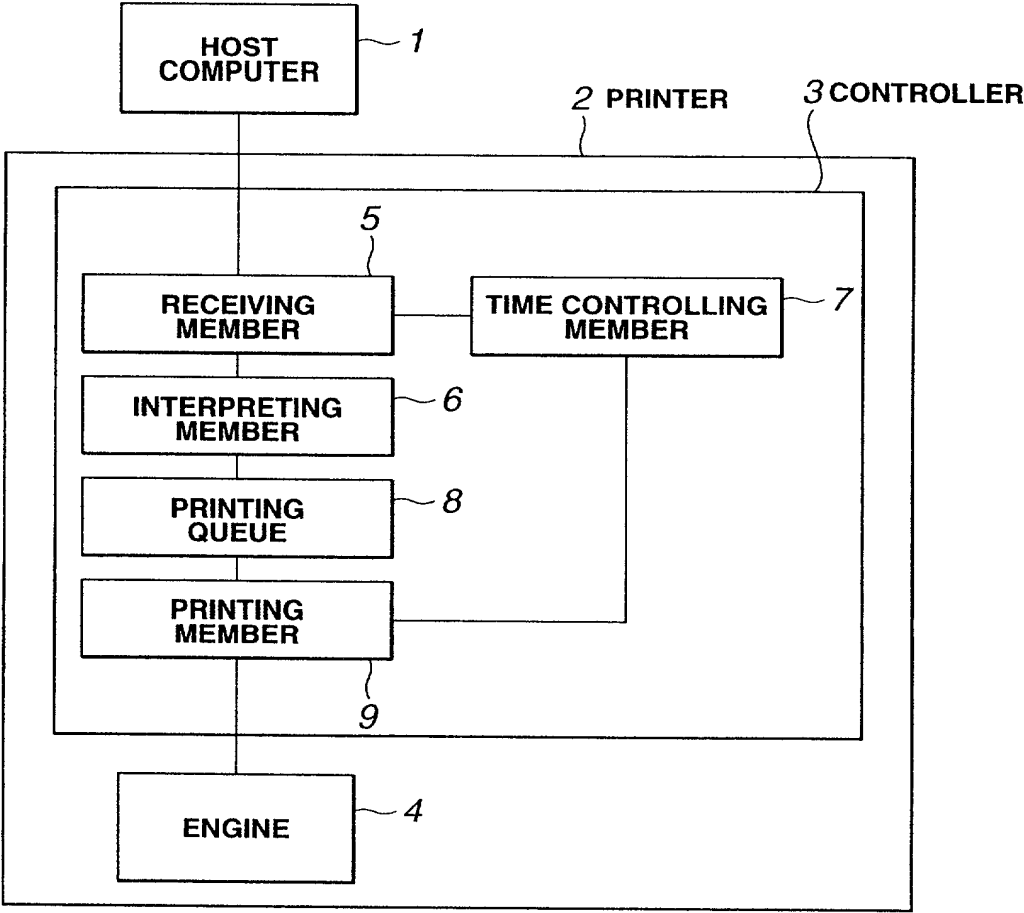 HOST
COMPUTER
1
2 PRINTER
3 CONTROLLER
5
RECEIVING
MEMBER
TIME CONTROLLING
MEMBER
7
INTERPRETING
MEMBER
6
PRINTING
QUEUE
8
PRINTING
MEMBER
9
ENGINE
4